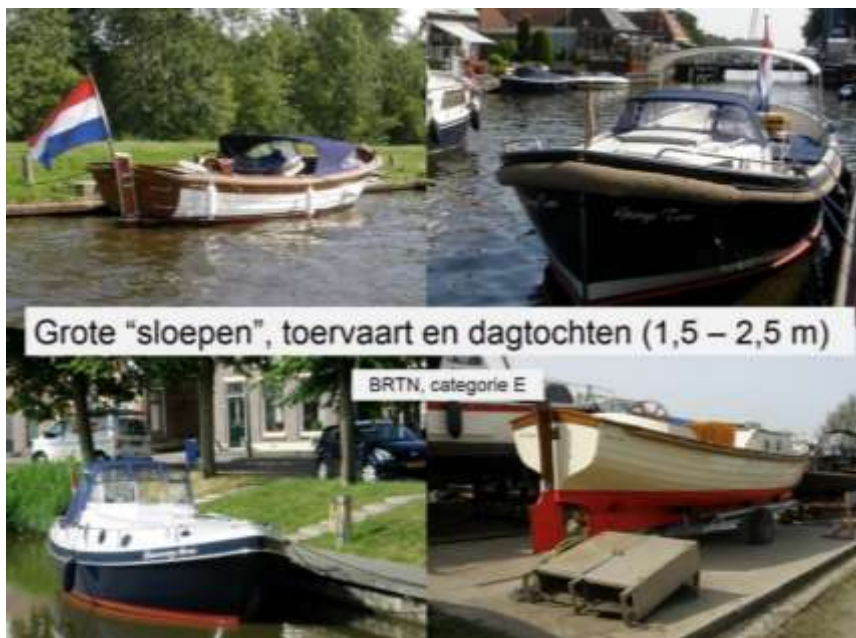 Grote “sloepen”, toervaart en dagtochten (1,5 – 2,5 m)
BRTN, categorie E